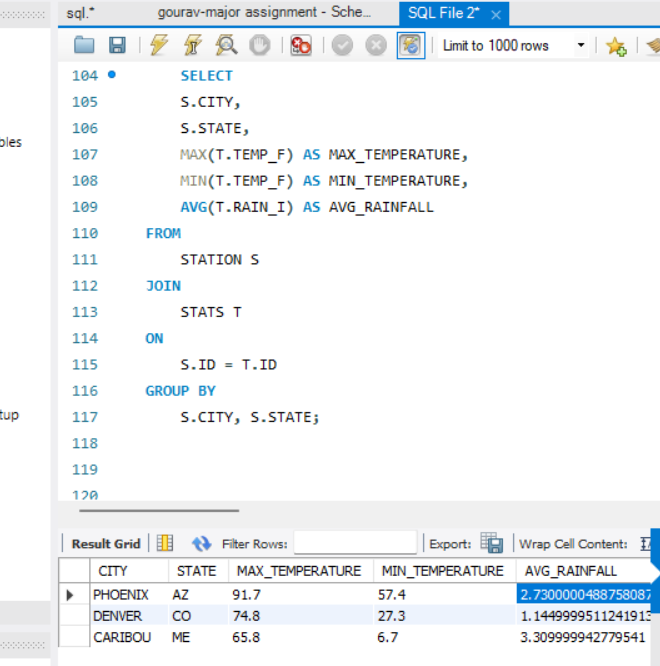 sql.* gourav-major assignment - Sche... SQL File 2*
Limit to 1000 rows
104 SELECT
105 S.CITY,
106 S.STATE,
bles
107 MAX(T.TEMP_F) AS MAX_TEMPERATURE,
108 MIN(T.TEMP_F) AS MIN_TEMPERATURE,
109 AVG(T.RAIN_I) AS AVG_RAINFALL
110 FROM
111 STATION S
112 JOIN
113 STATS T
114 ON
115 S.ID = T.ID
116 GROUP BY
tup
117 S.CITY, S.STATE;
118
119
120
Result Grid Filter Rows: Export: Wrap Cell Content:
CITY STATE MAX_TEMPERATURE MIN_TEMPERATURE AVG_RAINFALL
PHOENIX AZ 91.7 57.4 2.7300000488758087
DENVER CO 74.8 27.3 1.1449999511241913
CARIBOU ME 65.8 6.7 3.309999942779541